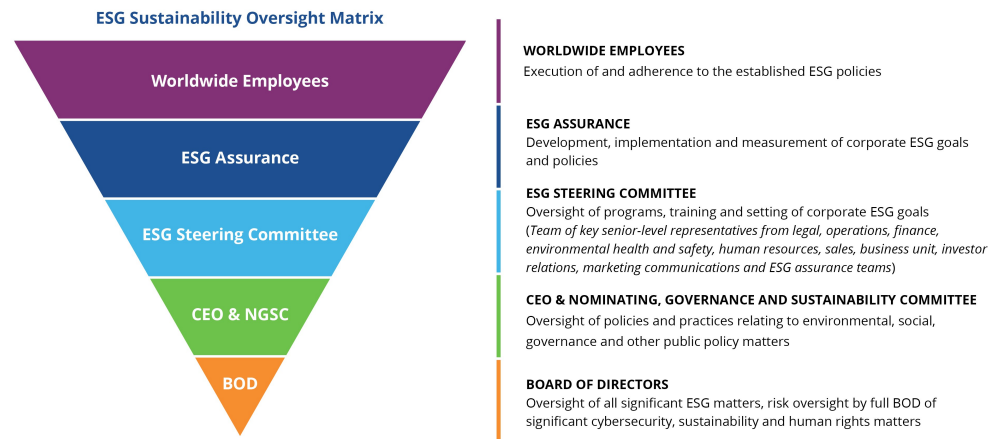 ESG Sustainability Oversight Matrix
Worldwide Employees
ESG Assurance
ESG Steering Committee
CEO & NGSC
BOD
WORLDWIDE EMPLOYEES
Execution of and adherence to the established ESG policies
ESG ASSURANCE
Development, implementation and measurement of corporate ESG goals
and policies
ESG STEERING COMMITTEE
Oversight of programs, training and setting of corporate ESG goals
(Team of key senior-level representatives from legal, operations, finance,
environmental health and safety, human resources, sales, business unit, investor
relations, marketing communications and ESG assurance teams)
CEO & NOMINATING, GOVERNANCE AND SUSTAINABILITY COMMITTEE
Oversight of policies and practices relating to environmental, social,
governance and other public policy matters
BOARD OF DIRECTORS
Oversight of all significant ESG matters, risk oversight by full BOD of
significant cybersecurity, sustainability and human rights matters